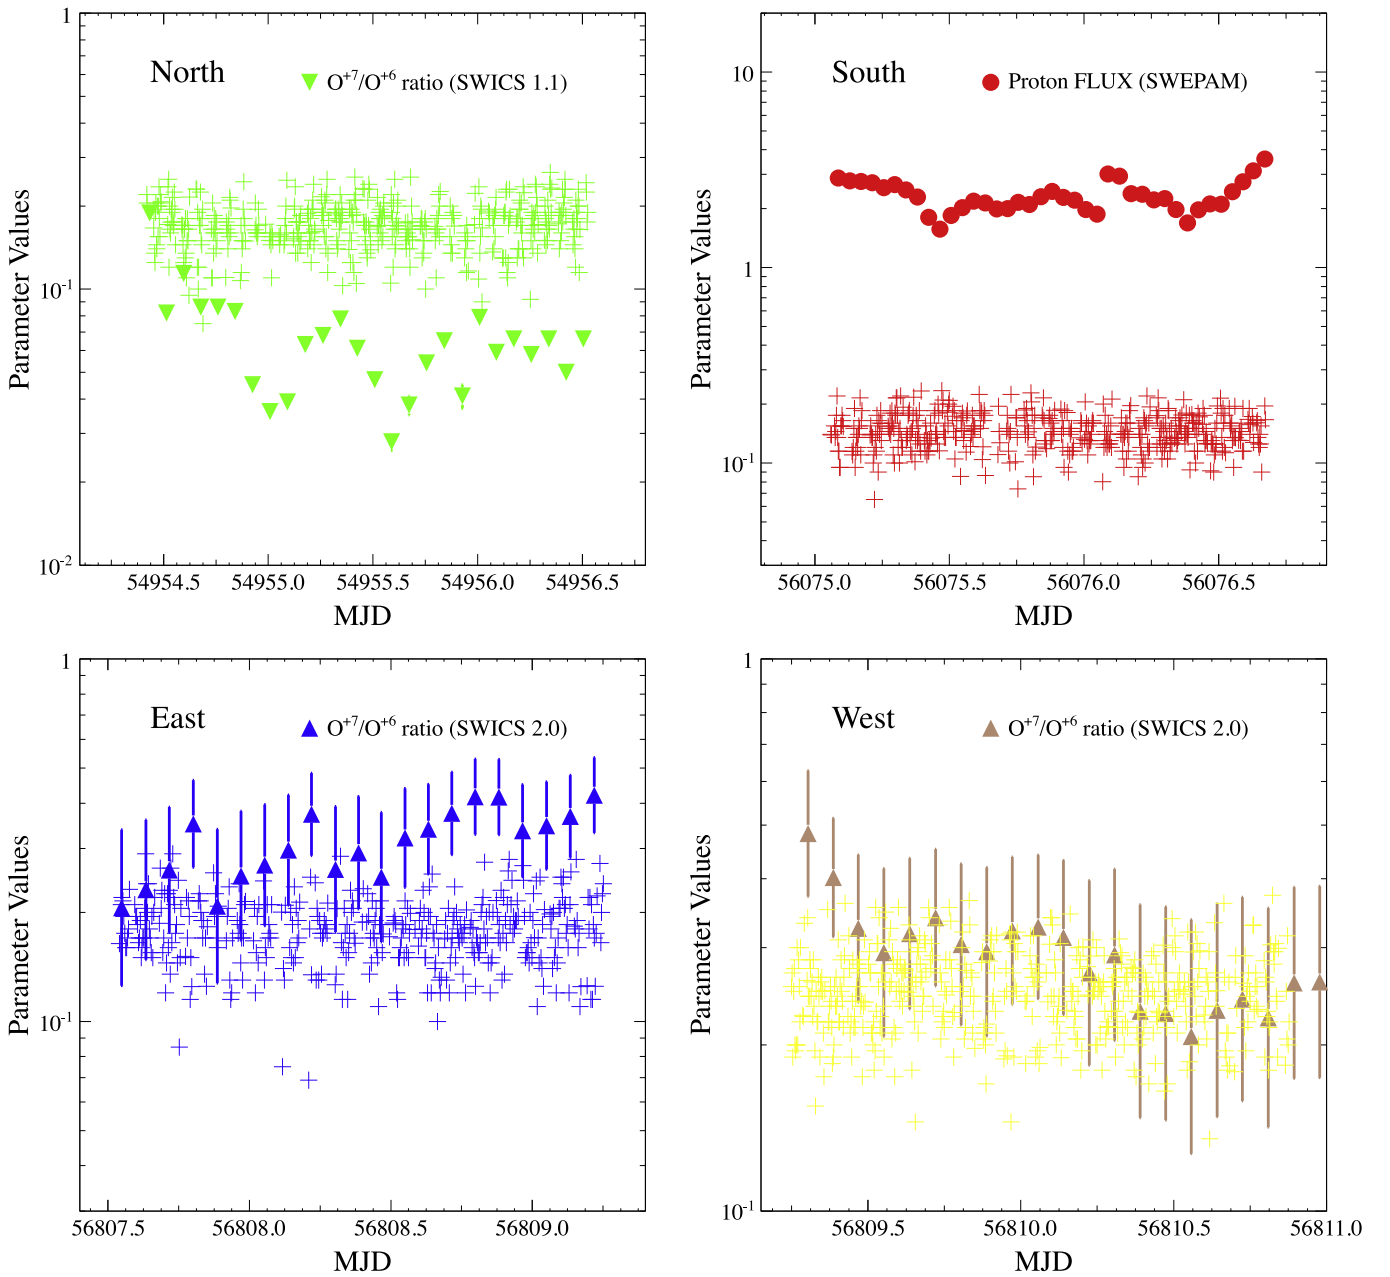 North
O+7/O+6 ratio (SWICS 1.1)
1
10-1
10-2
Parameter Values
54954.5 54955.0 54955.5 54956.0 54956.5
MJD
South
Proton FLUX (SWEPAM)
10
1
10-1
Parameter Values
56075.0 56075.5 56076.0 56076.5
MJD
East
O+7/O+6 ratio (SWICS 2.0)
1
10-1
Parameter Values
56807.5 56808.0 56808.5 56809.0
MJD
West
O+7/O+6 ratio (SWICS 2.0)
1
10-1
Parameter Values
56809.5 56810.0 56810.5 56811.0
MJD